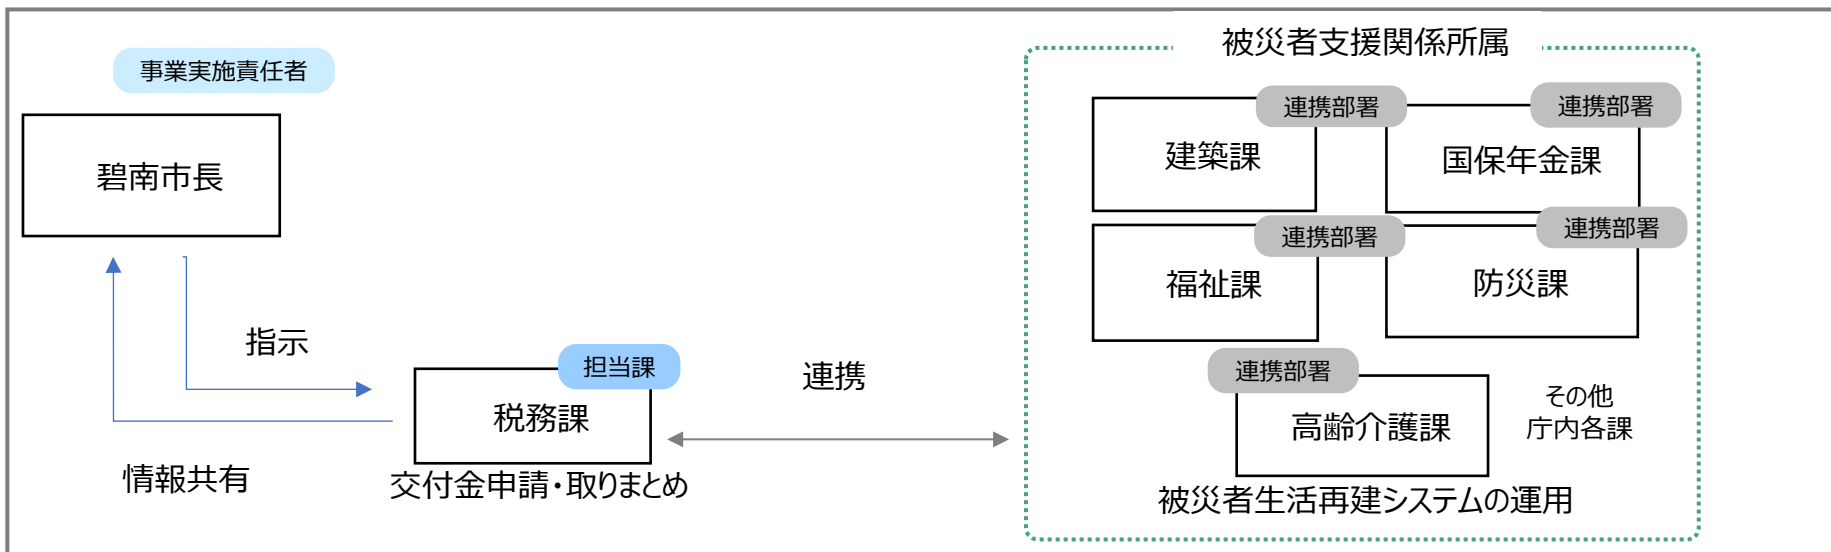 被災者支援関係所属
事業実施責任者
碧南市長
連携部署
建築課
連携部署
国保年金課
連携部署
福祉課
連携部署
防災課
指示
担当課
税務課
連携
連携部署
高齢介護課
その他
庁内各課
情報共有
交付金申請・取りまとめ
被災者生活再建システムの運用